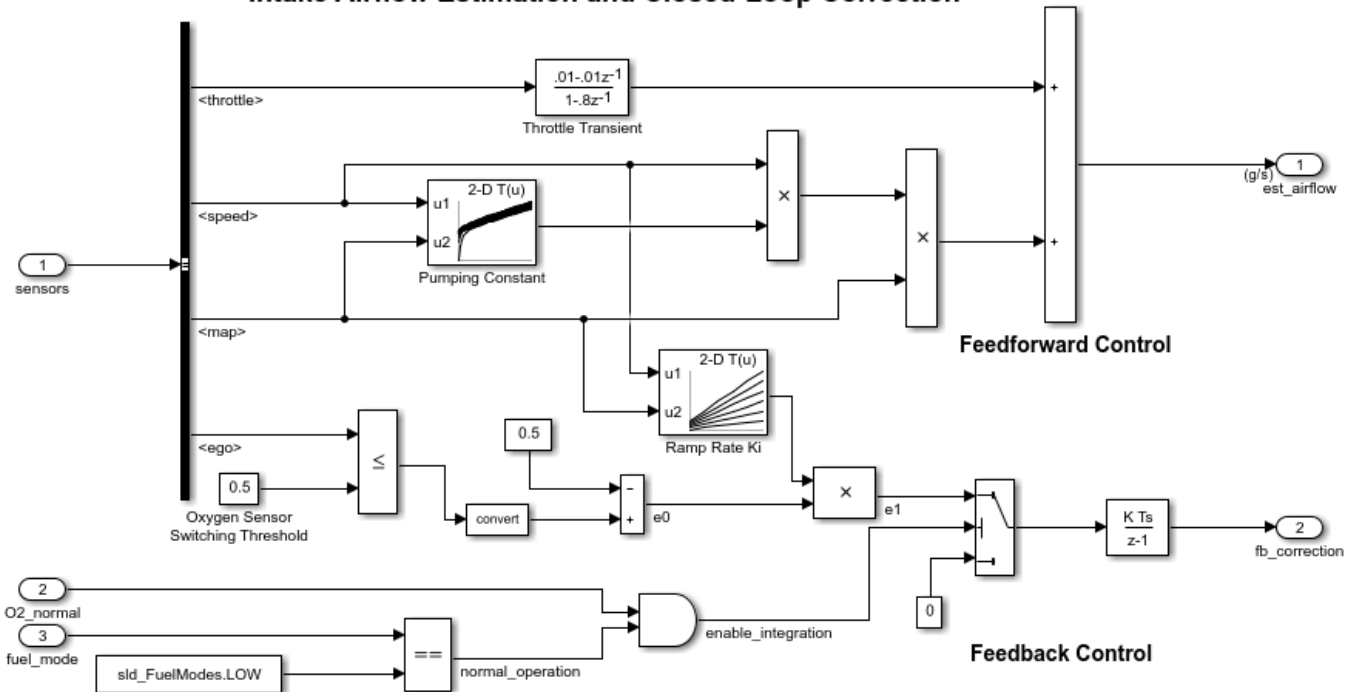 Intake Airflow Estimation and Closed-Loop Correction
.01-.01z-1
1-.8z-1
Throttle Transient
<throttle>
×
×
+
+
1
(g/s)
est_airflow
2-D T(u)
u1
u2
Pumping Constant
<speed>
1
sensors
<map>
Feedforward Control
2-D T(u)
u1
u2
Ramp Rate Ki
<ego>
≤
0.5
Oxygen Sensor
Switching Threshold
0.5
convert
−
+
e0
×
e1
K Ts
z-1
2
fb_correction
0
2
O2_normal
3
fuel_mode
sld_FuelModes.LOW
==
normal_operation
enable_integration
Feedback Control